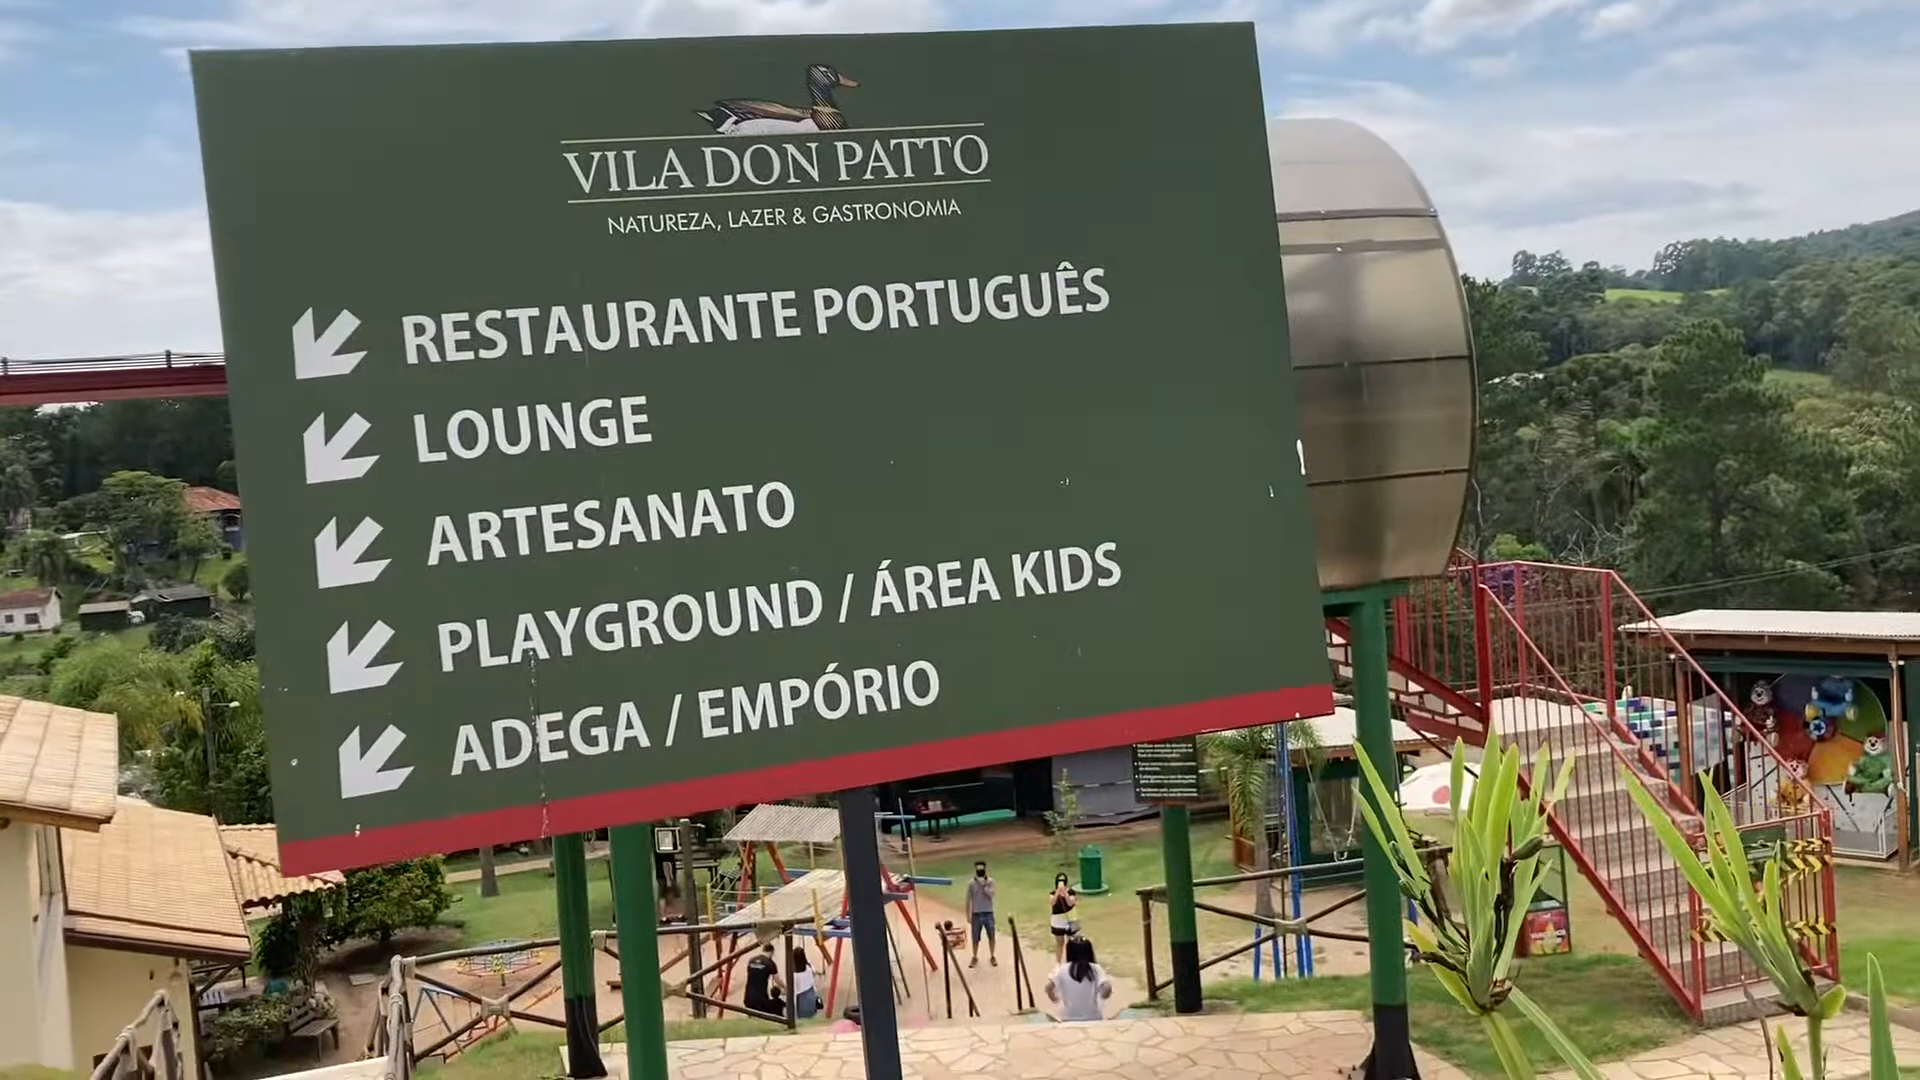 VILA DON PATTO
NATUREZA, LAZER & GASTRONOMIA
RESTAURANTE PORTUGUÊS
LOUNGE
ARTESANATO
PLAYGROUND / ÁREA KIDS
ADEGA / EMPÓRIO